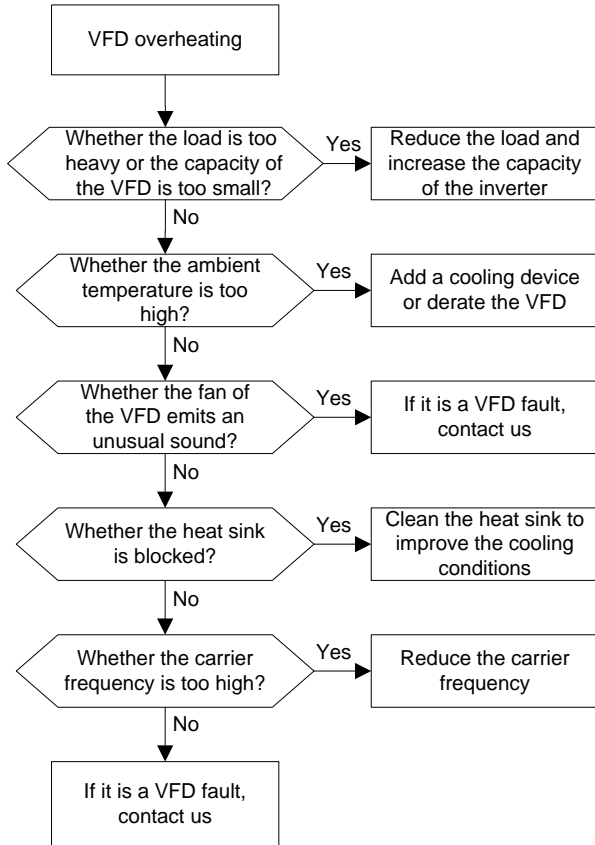 VFD overheating
Whether the load is too
heavy or the capacity of
the VFD is too small?
Yes
Reduce the load and
increase the capacity
of the inverter
No
Whether the ambient
temperature is too
high?
Yes
Add a cooling device
or derate the VFD
No
Whether the fan of
the VFD emits an
unusual sound?
Yes
If it is a VFD fault,
contact us
No
Whether the heat sink
is blocked?
Yes
Clean the heat sink to
improve the cooling
conditions
No
Whether the carrier
frequency is too high?
Yes
Reduce the carrier
frequency
No
If it is a VFD fault,
contact us